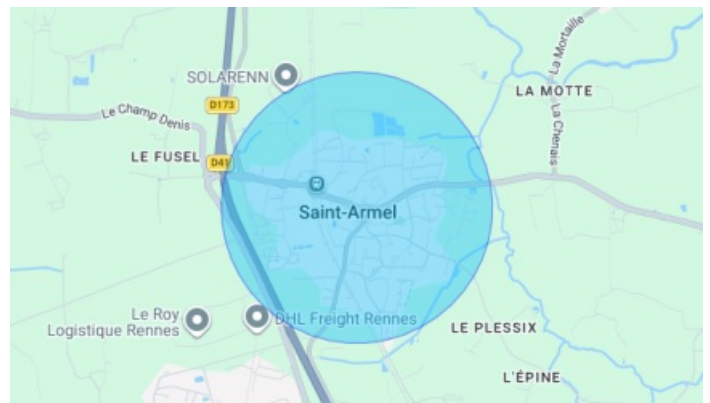 SOLARENN
La Mortaille
LA MOTTE
D173
Le Champ Denis
La Chênais
LE FUSEL
D41
Saint-Armel
Le Roy
Logistique Rennes
DHL Freight Rennes
LE PLESSIX
L'ÉPINE